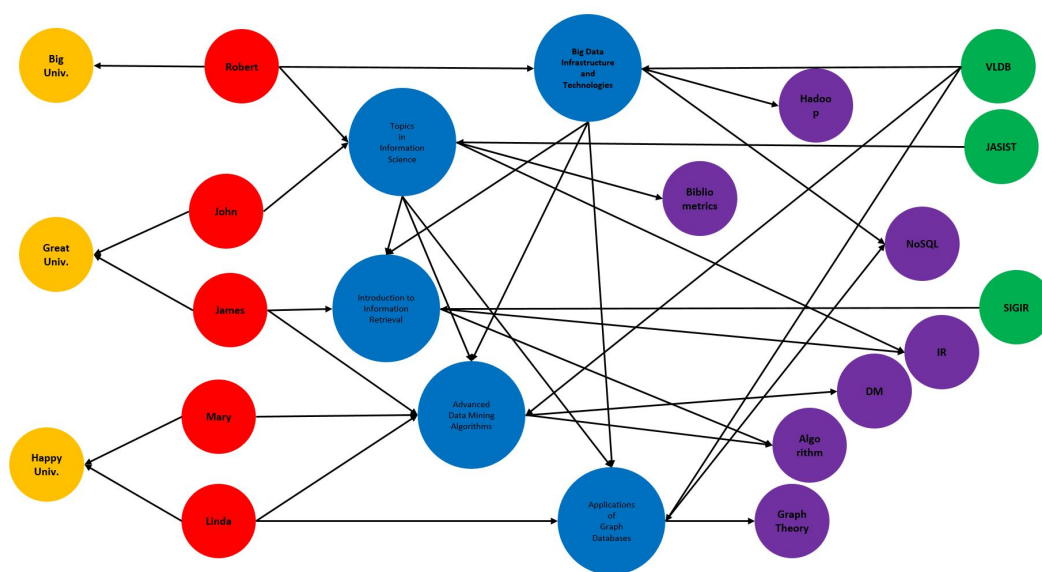 Big
Univ.
Robert
Big Data
Infrastructure
and
Technologies
VLDB
Hadoo
p
Topics
in
Information
Science
JASIST
Biblio
metrics
John
Great
Univ.
NoSQL
James
Introduction to
Information
Retrieval
SIGIR
IR
DM
Mary
Advanced
Data Mining
Algorithms
Algo
rithm
Happy
Univ.
Linda
Applications
of
Graph
Databases
Graph
Theory